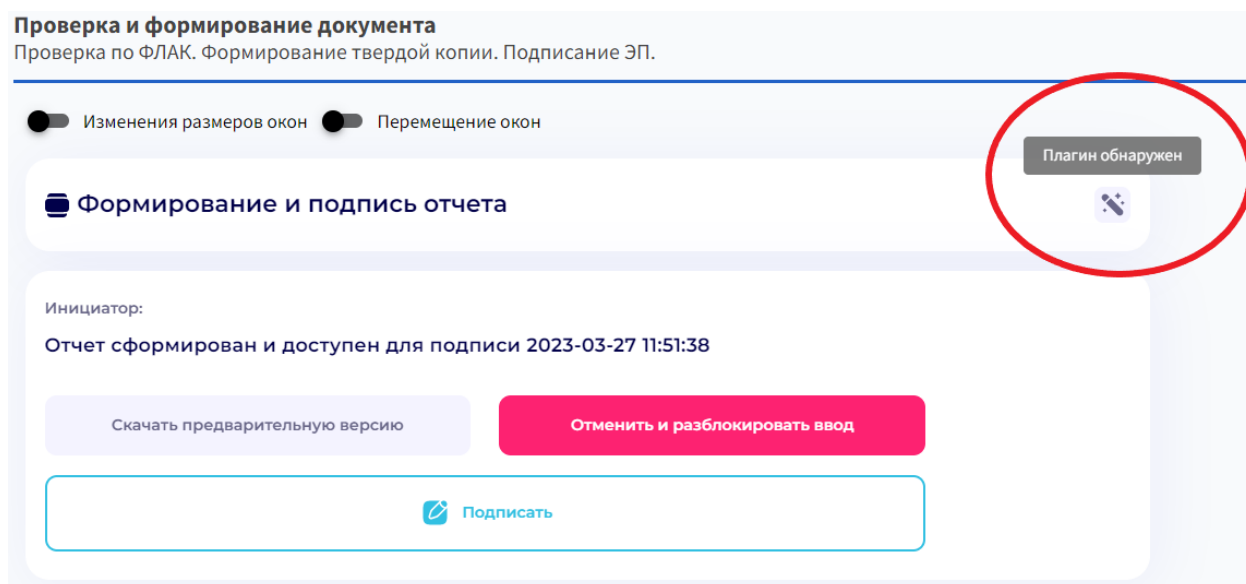 Проверка и формирование документа
Проверка по ФЛАК. Формирование твердой копии. Подписание ЭП.
Изменения размеров окон Перемещение окон
Плагин обнаружен
Формирование и подпись отчета
Инициатор:
Отчет сформирован и доступен для подписи 2023-03-27 11:51:38
Скачать предварительную версию Отменить и разблокировать ввод
Подписать